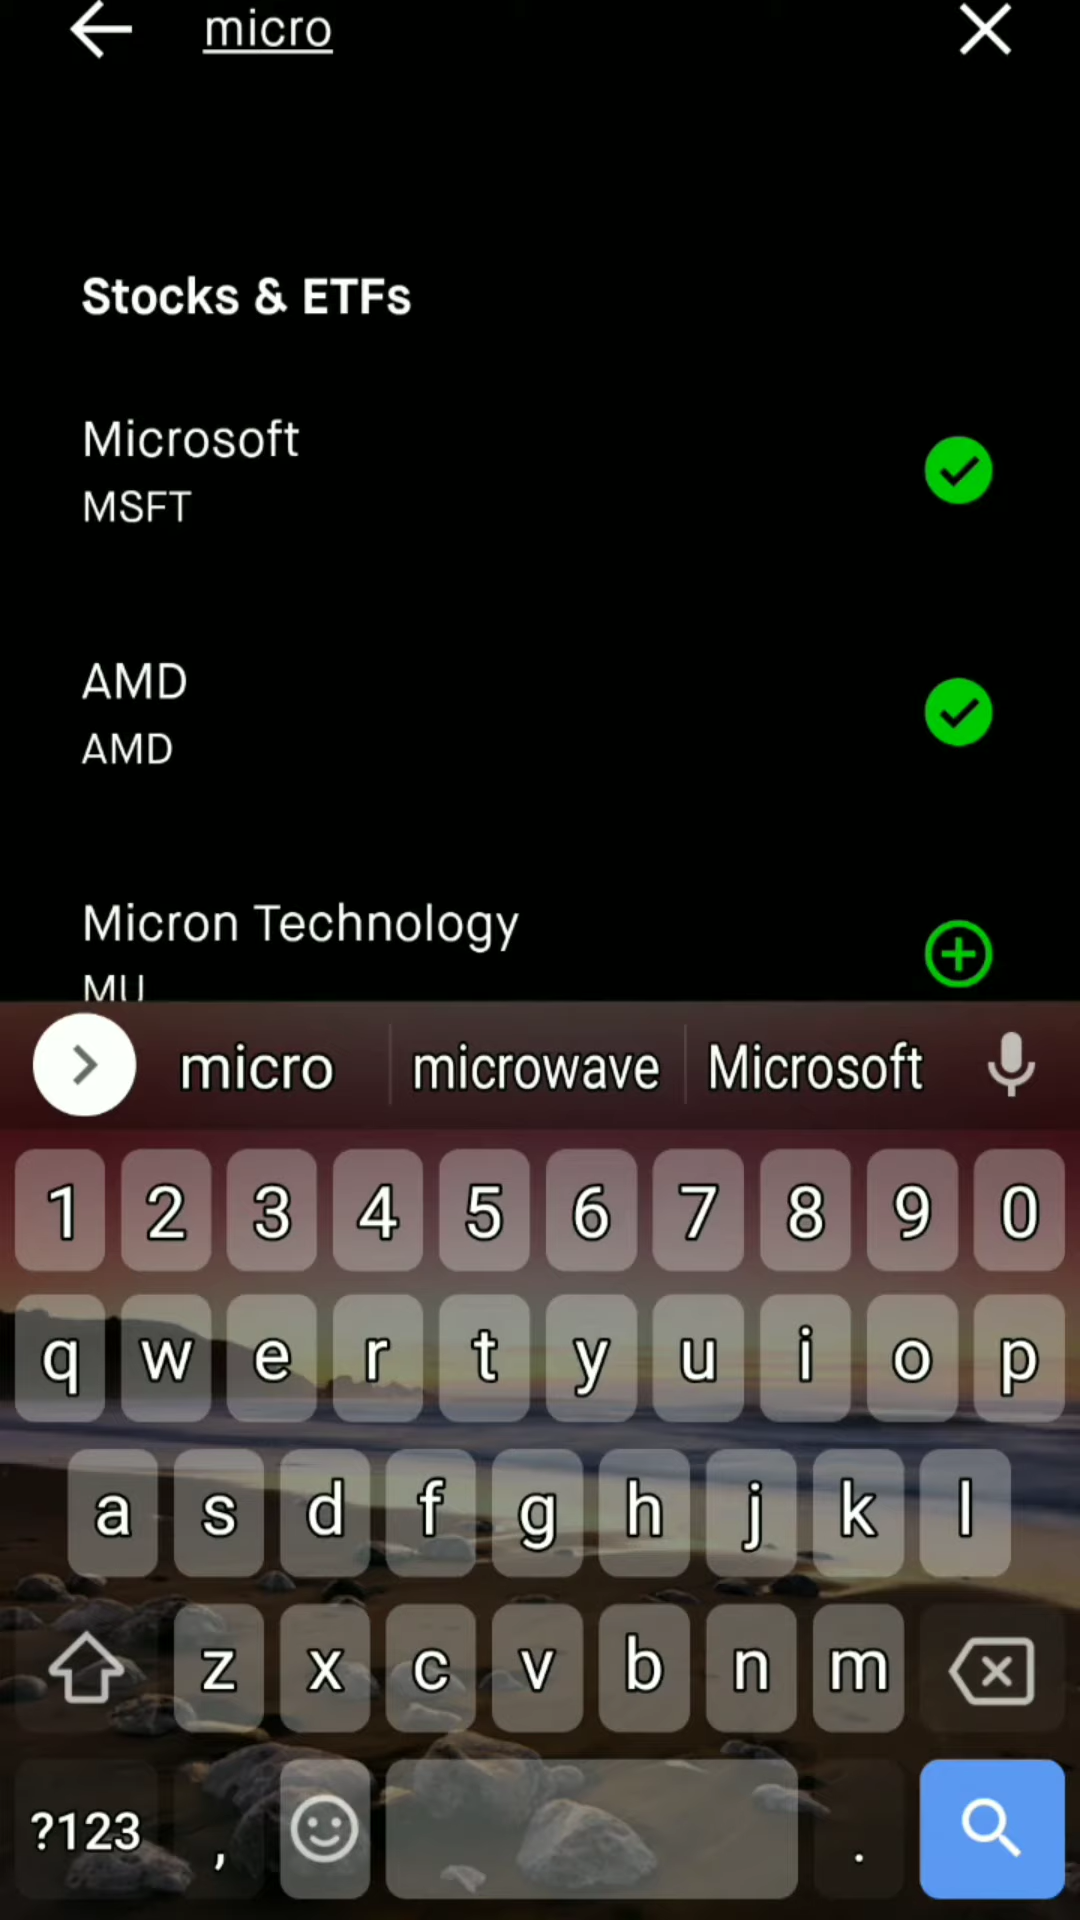 micro
Stocks & ETFs
Microsoft
MSFT
AMD
AMD
Micron Technology
MU
micro microwave Microsoft
1 2 3 4 5 6 7 8 9 0
q w e r t y u i o p
a s d f g h j k l
z x c v b n m
?123 , .